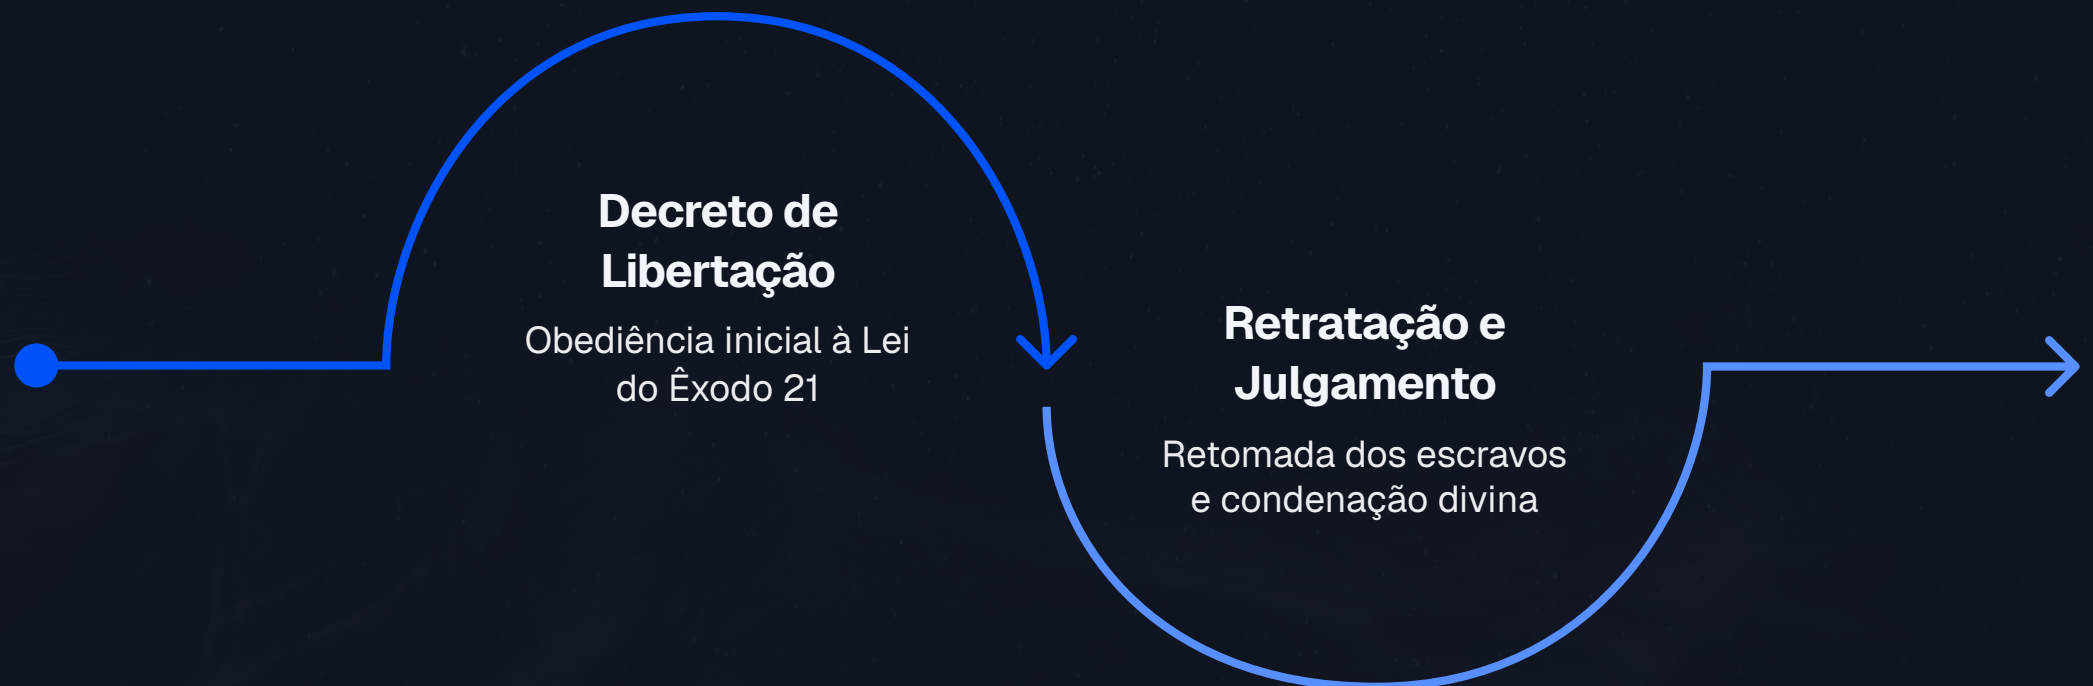 Decreto de
Libertação
Obediência inicial à Lei
do Êxodo 21
Retratação e
Julgamento
Retomada dos escravos
e condenação divina